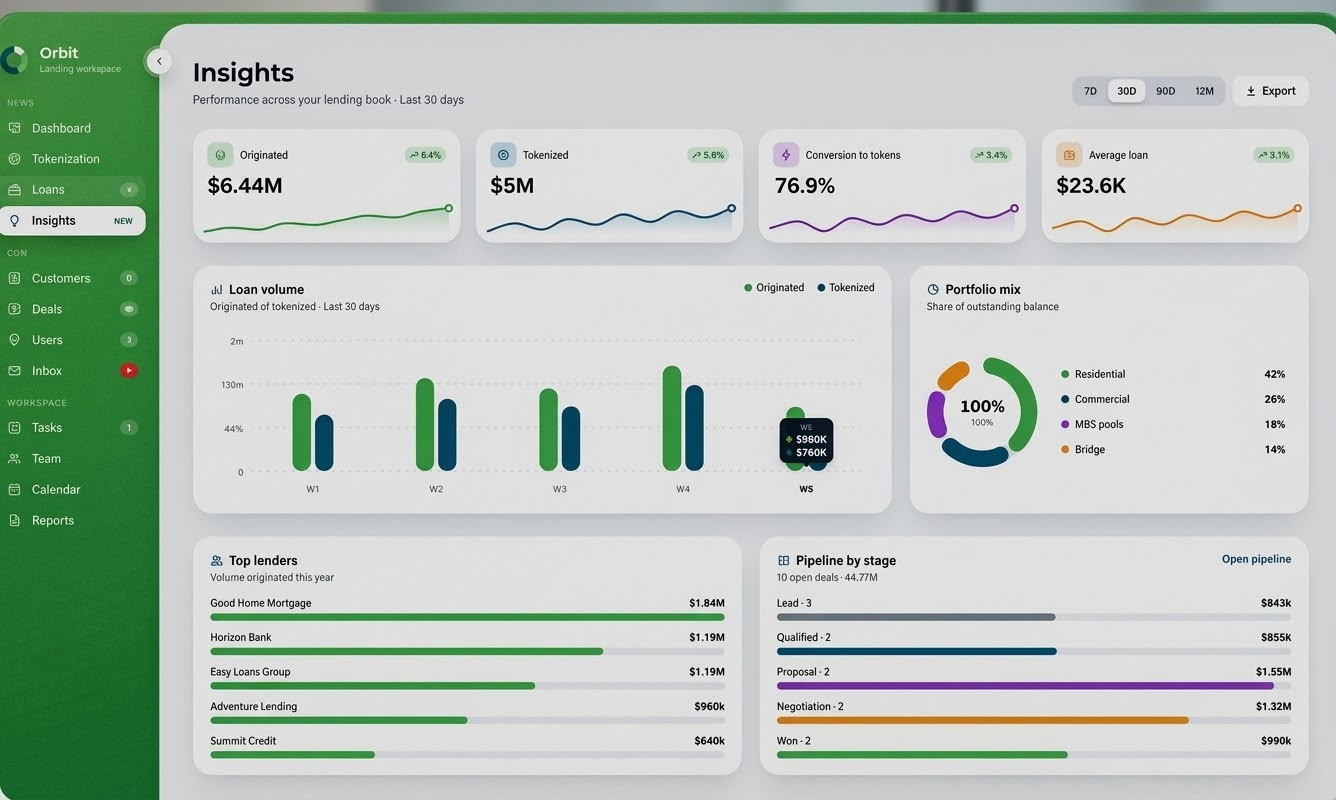 Orbit
Landing workspace
NEWS
Dashboard
Tokenization
Loans ¥
Insights NEW
CON
Customers 0
Deals
Users 3
Inbox
WORKSPACE
Tasks 1
Team
Calendar
Reports
Insights
Performance across your lending book · Last 30 days
7D 30D 90D 12M Export
Originated 6.4%
$6.44M
Tokenized 5.6%
$5M
Conversion to tokens 3.4%
76.9%
Average loan 3.1%
$23.6K
Loan volume
Originated of tokenized · Last 30 days
Originated Tokenized
2m
130m
44%
0
W1 W2 W3 W4 WS
WS
$960K
$760K
Portfolio mix
Share of outstanding balance
100%
100%
Residential 42%
Commercial 26%
MBS pools 18%
Bridge 14%
Top lenders
Volume originated this year
Good Home Mortgage $1.84M
Horizon Bank $1.19M
Easy Loans Group $1.19M
Adventure Lending $960k
Summit Credit $640k
Pipeline by stage
Open pipeline
10 open deals · 44.77M
Lead · 3 $843k
Qualified · 2 $855k
Proposal · 2 $1.55M
Negotiation · 2 $1.32M
Won · 2 $990k